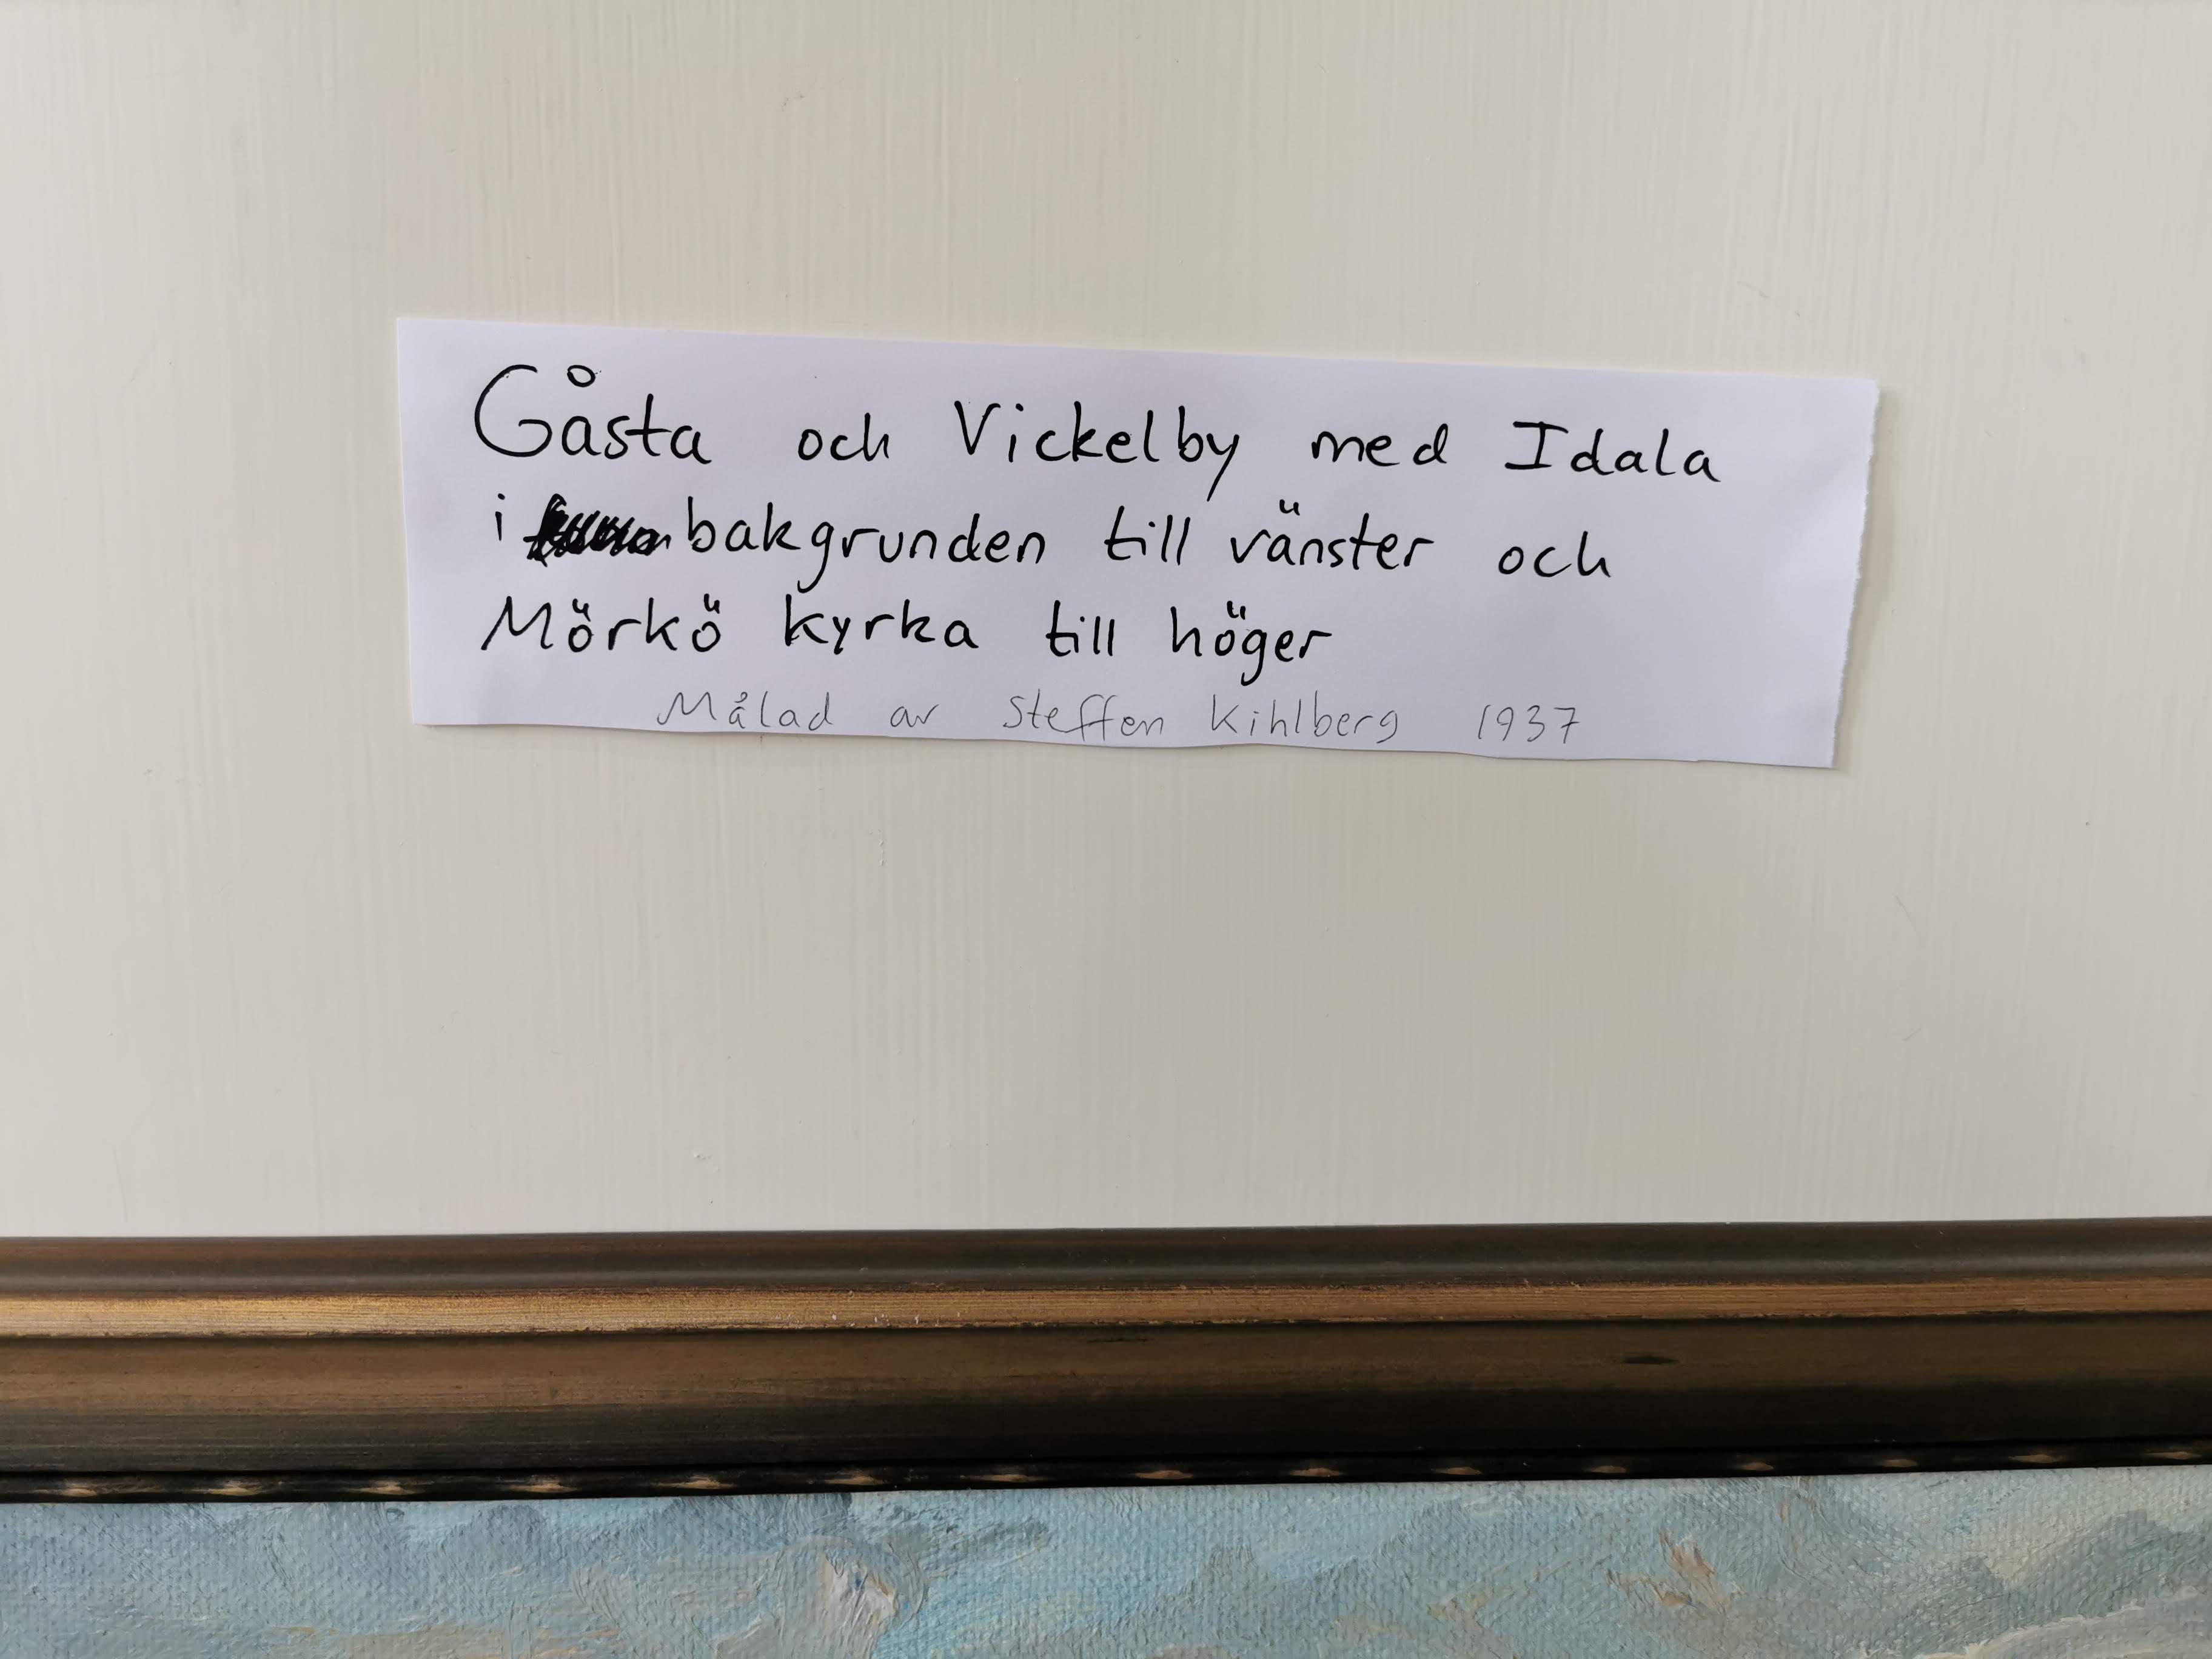 Gåsta och Vickelby med Idala
i bakgrunden till vänster och
Mörkö kyrka till höger
Målad av Steffen Kihlberg 1937